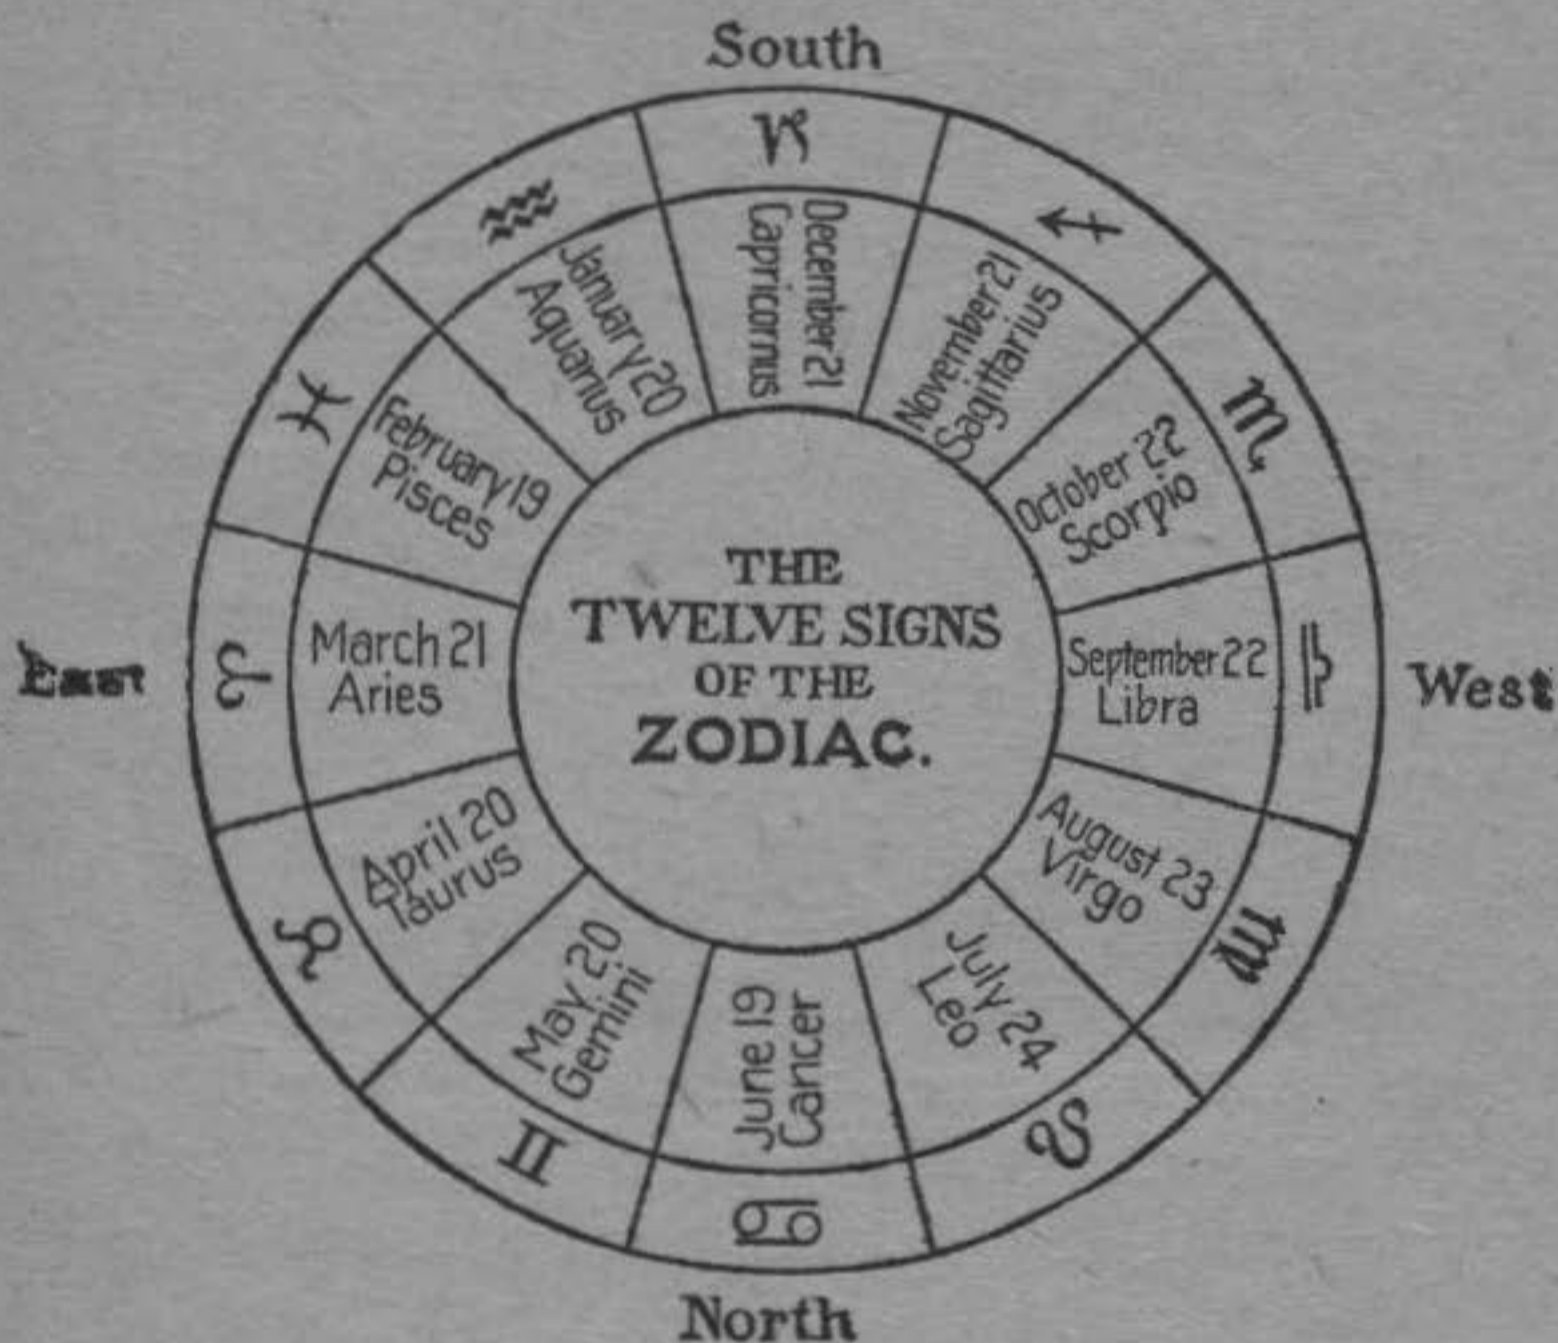 South
December 21
Capricornus
November 21
Sagittarius
October 22
Scorpio
September 22
Libra
August 23
Virgo
July 24
Leo
June 19
Cancer
May 20
Gemini
April 20
Taurus
March 21
Aries
February 19
Pisces
January 20
Aquarius
THE
TWELVE SIGNS
OF THE
ZODIAC.
East
West
North